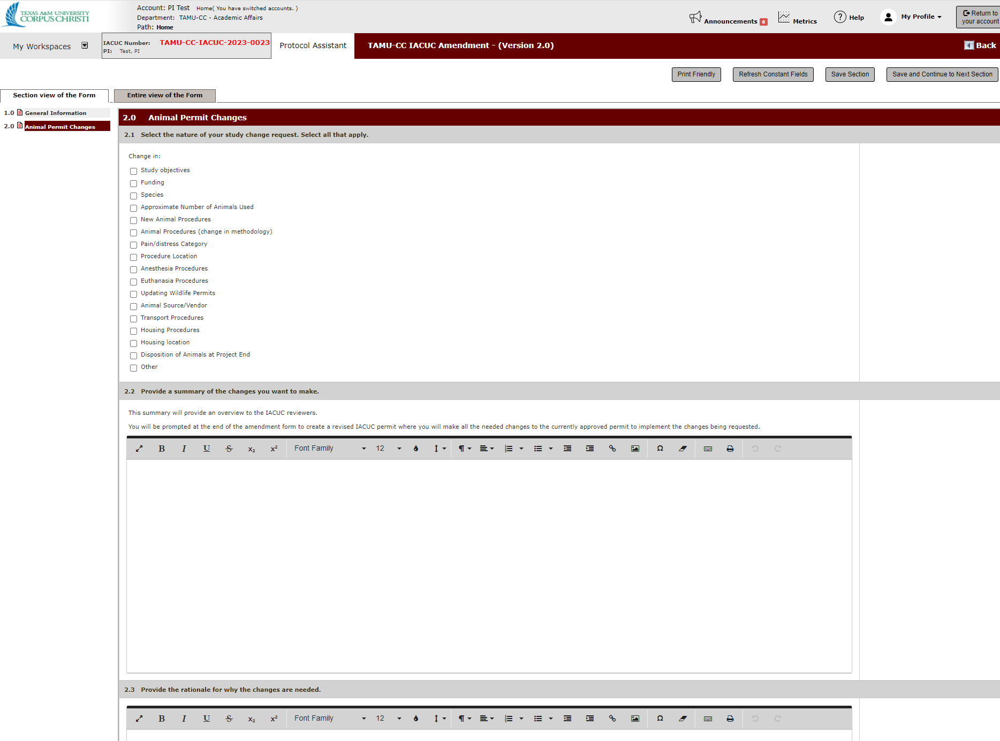 TEXAS A&M UNIVERSITY
CORPUS CHRISTI
Account: PI Test Home( You have switched accounts. )
Department: TAMU-CC - Academic Affairs
Path: Home
Announcements 6
Metrics
? Help
My Profile
Return to
your account
My Workspaces
IACUC Number: TAMU-CC-IACUC-2023-0023
PI: Test, PI
Protocol Assistant
TAMU-CC IACUC Amendment - (Version 2.0)
Back
Print Friendly
Refresh Constant Fields
Save Section
Save and Continue to Next Section
Section view of the Form
Entire view of the Form
1.0 General Information
2.0 Animal Permit Changes
2.0 Animal Permit Changes
2.1 Select the nature of your study change request. Select all that apply.
Change in:
Study objectives
Funding
Species
Approximate Number of Animals Used
New Animal Procedures
Animal Procedures (change in methodology)
Pain/distress Category
Procedure Location
Anesthesia Procedures
Euthanasia Procedures
Updating Wildlife Permits
Animal Source/Vendor
Transport Procedures
Housing Procedures
Housing location
Disposition of Animals at Project End
Other
2.2 Provide a summary of the changes you want to make.
This summary will provide an overview to the IACUC reviewers.
You will be prompted at the end of the amendment form to create a revised IACUC permit where you will make all the needed changes to the currently approved permit to implement the changes being requested.
B I U S x₂ x² Font Family 12 ¶ Ω
2.3 Provide the rationale for why the changes are needed.
B I U S x₂ x² Font Family 12 ¶ Ω